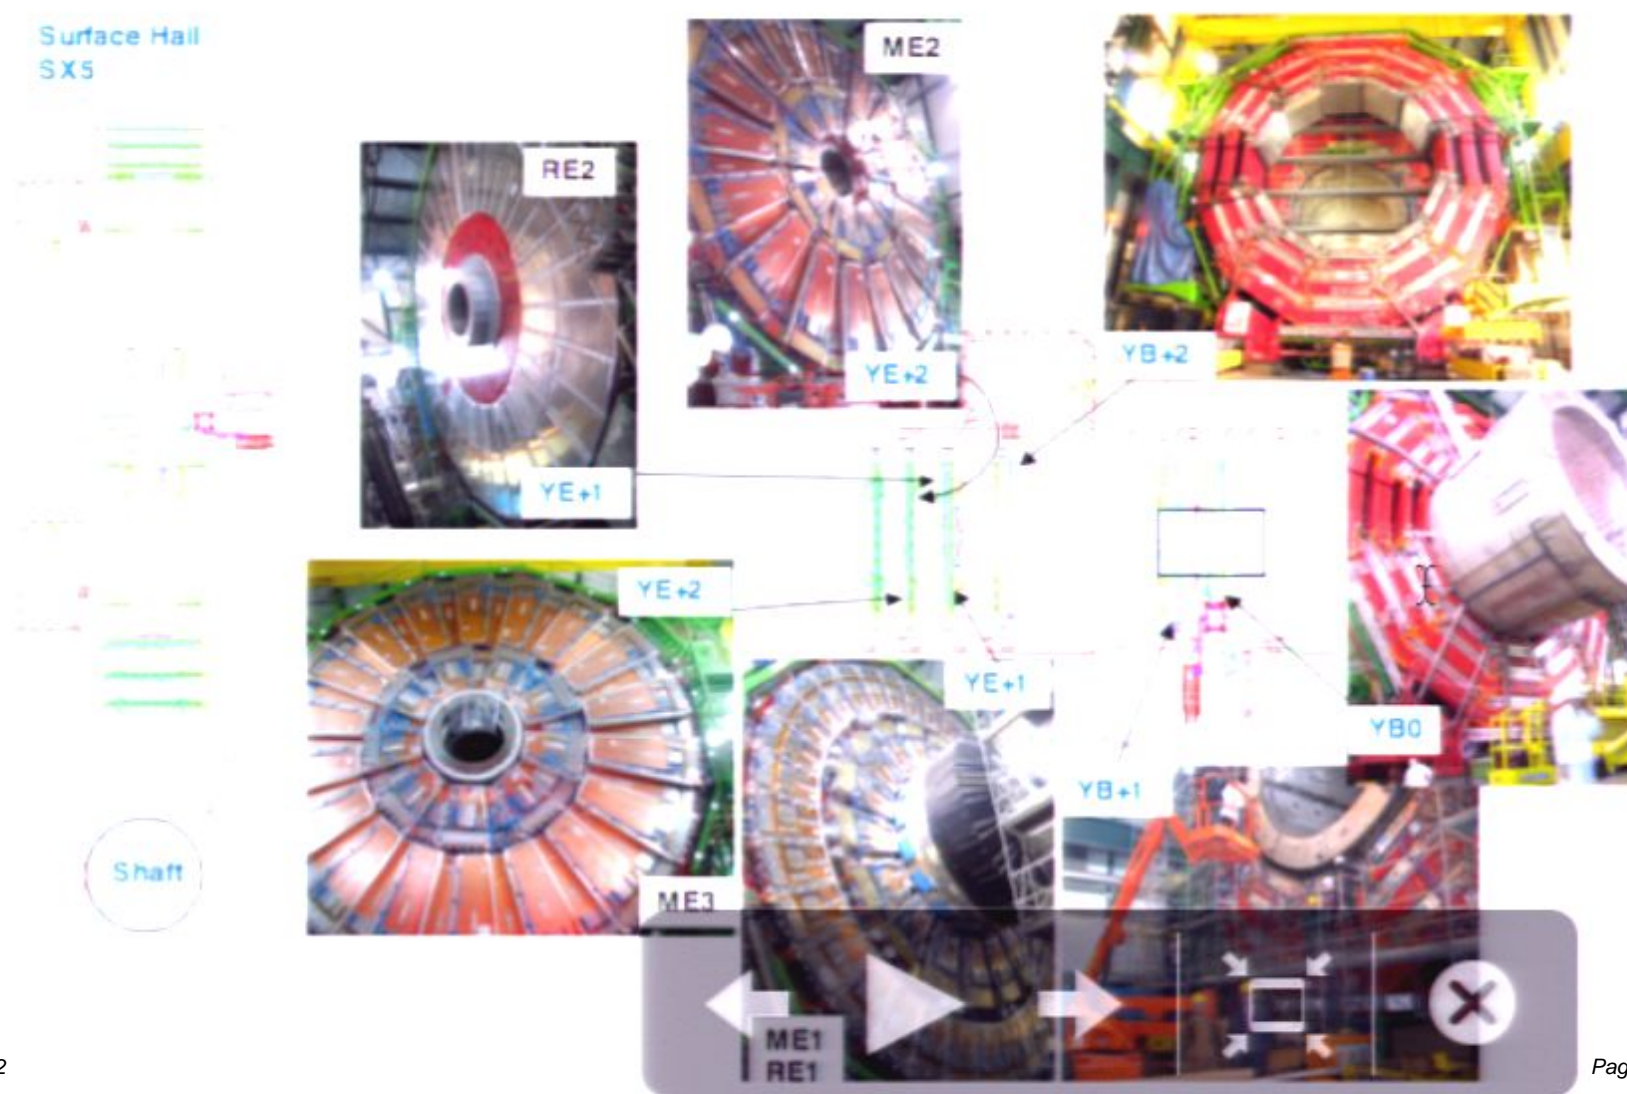 Surface Hall
SX5
ME2
RE2
YB+2
YE+2
YE+1
YE+2
YE+1
YB0
YB+1
Shaft
ME3
ME1
RE1
2
Pag